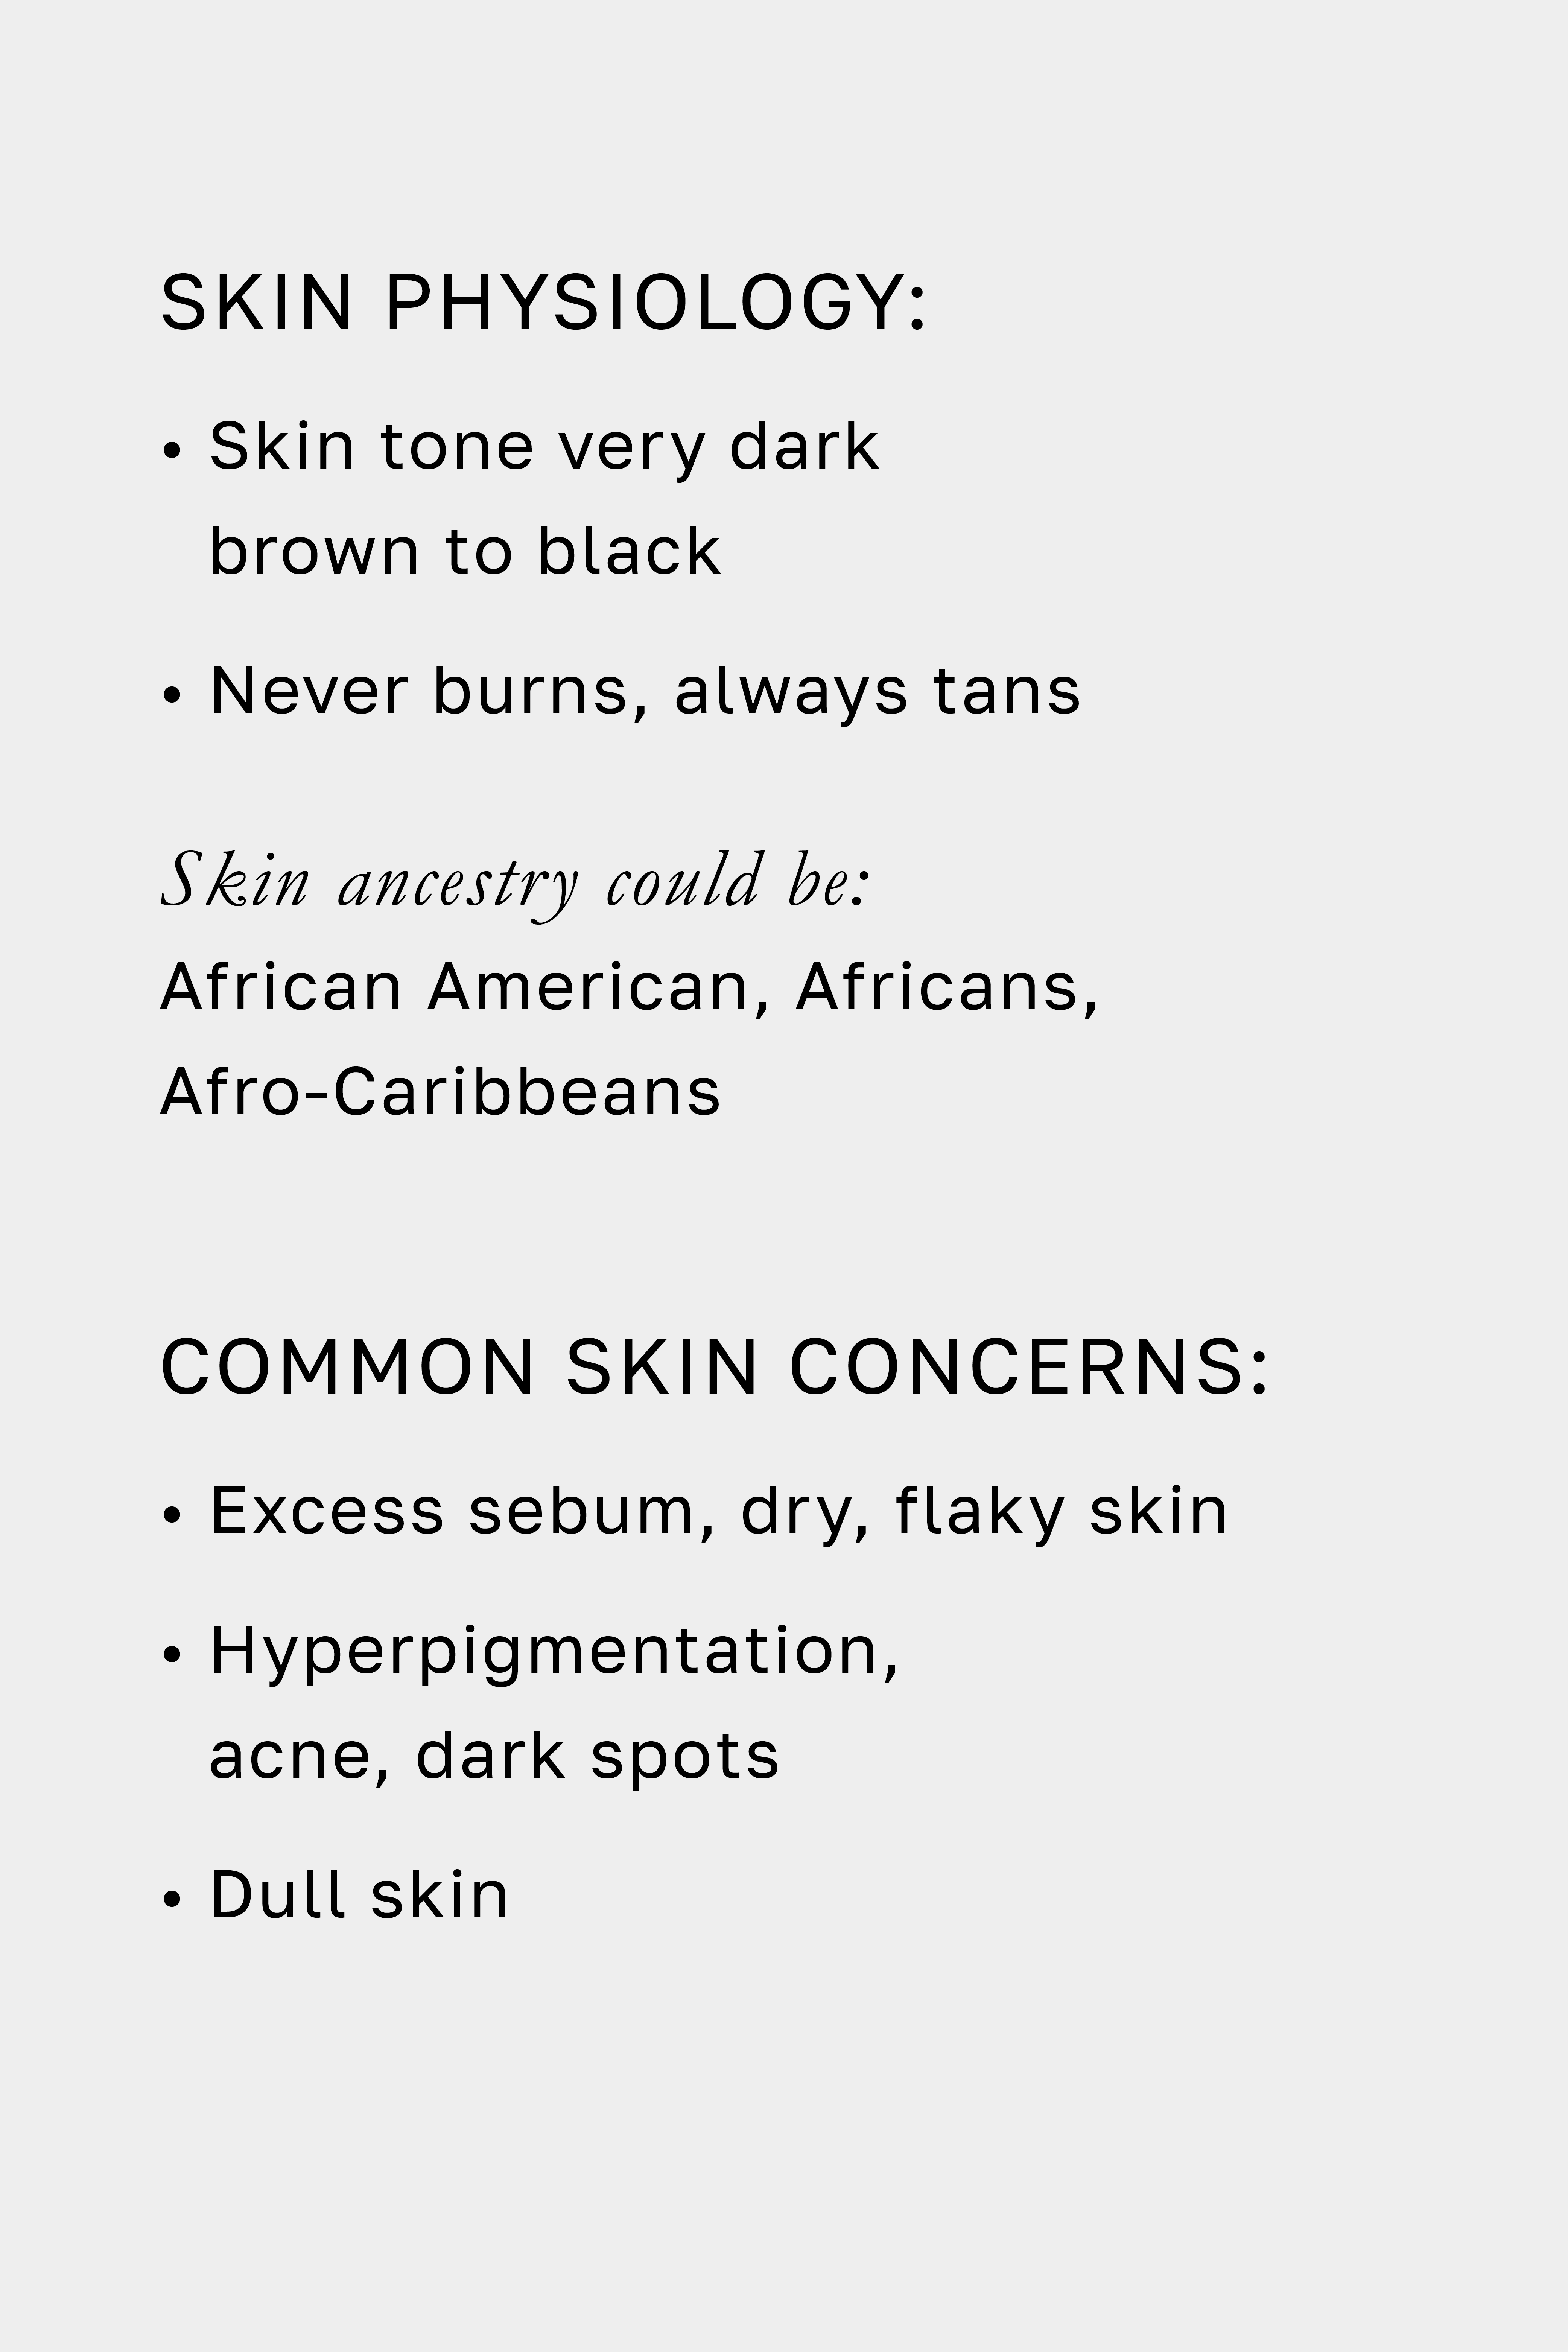 SKIN PHYSIOLOGY:
• Skin tone very dark
brown to black
• Never burns, always tans
Skin ancestry could be:
African American, Africans,
Afro-Caribbeans
COMMON SKIN CONCERNS:
• Excess sebum, dry, flaky skin
• Hyperpigmentation,
acne, dark spots
• Dull skin